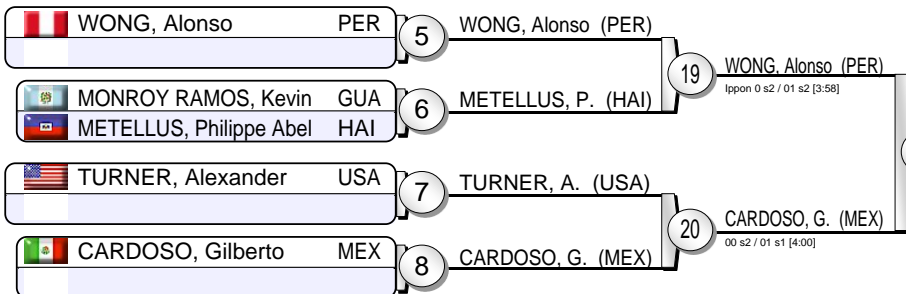 WONG, Alonso PER
5
WONG, Alonso (PER)
MONROY RAMOS, Kevin GUA
METELLUS, Philippe Abel HAI
6
METELLUS, P. (HAI)
19
WONG, Alonso (PER)
Ippon 0 s2 / 01 s2 [3:58]
TURNER, Alexander USA
7
TURNER, A. (USA)
CARDOSO, Gilberto MEX
8
CARDOSO, G. (MEX)
20
CARDOSO, G. (MEX)
00 s2 / 01 s1 [4:00]